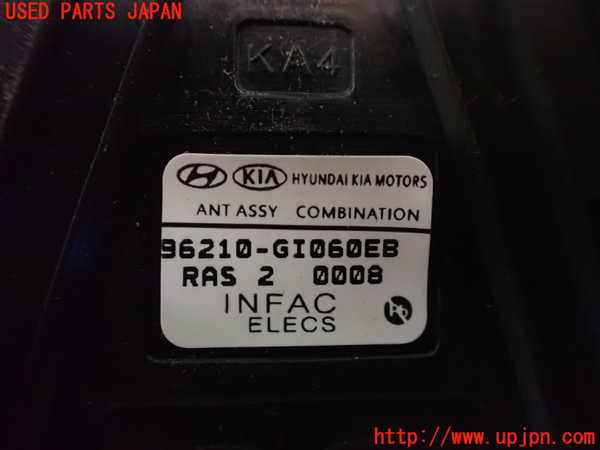 USED PARTS JAPAN
KA4
KIA HYUNDAI KIA MOTORS
ANT ASSY COMBINATION
96210-GI060EB
RAS 2 0008
INFAC
ELECS
Pb
http://www.upjpn.com/